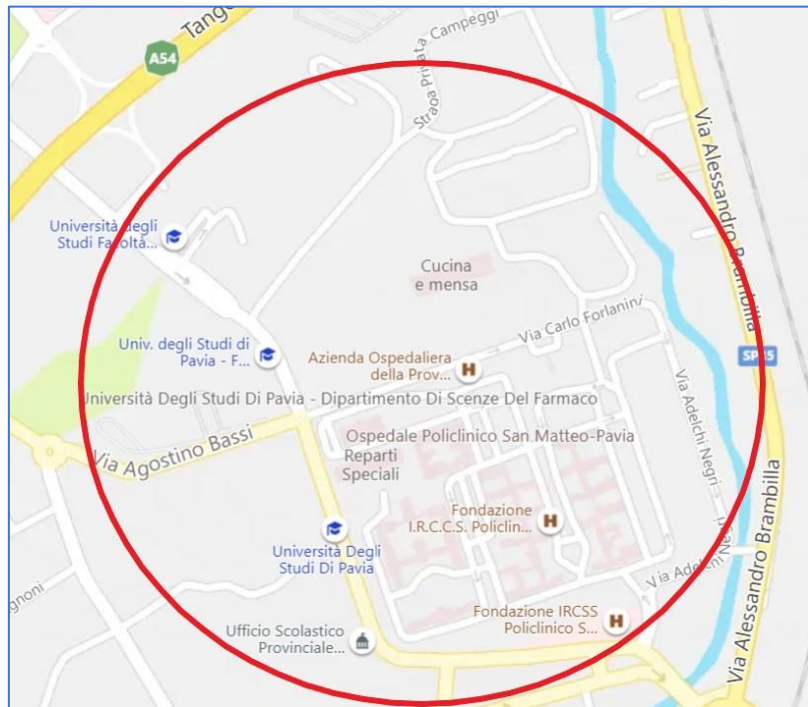 Campeggi
Strada Privata
A54
Via Alessandro Brambilla
Università degli
Studi Facoltà...
Cucina
e mensa
Via Carlo Forlanini
Univ. degli Studi di
Pavia - F...
Azienda Ospedaliera
della Prov...
Università Degli Studi Di Pavia - Dipartimento Di Scenze Del Farmaco
Via Agostino Bassi
Ospedale Policlinico San Matteo-Pavia
Reparti
Speciali
Via Adelchi Negri
Fondazione
I.R.C.C.S. Policlin...
Negri
Università Degli
Studi Di Pavia
Via Adelchi
Fondazione IRCSS
Policlinico S...
Ufficio Scolastico
Provinciale...
Via Alessandro Brambilla